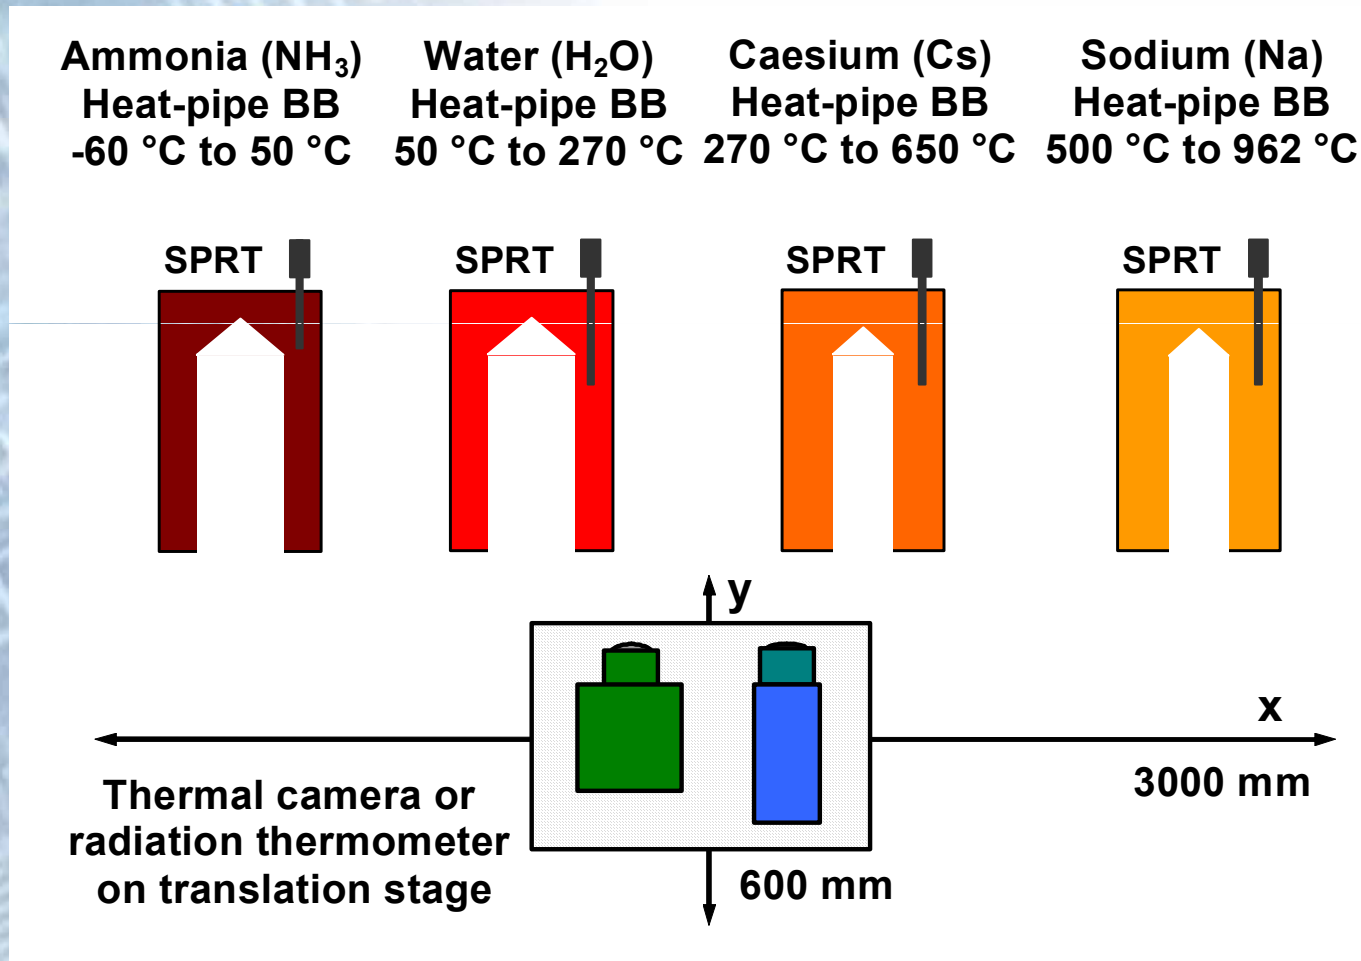 Ammonia (NH₃)
Heat-pipe BB
-60 °C to 50 °C
Water (H₂O)
Heat-pipe BB
50 °C to 270 °C
Caesium (Cs)
Heat-pipe BB
270 °C to 650 °C
Sodium (Na)
Heat-pipe BB
500 °C to 962 °C
SPRT
SPRT
SPRT
SPRT
y
x
3000 mm
Thermal camera or
radiation thermometer
on translation stage
600 mm